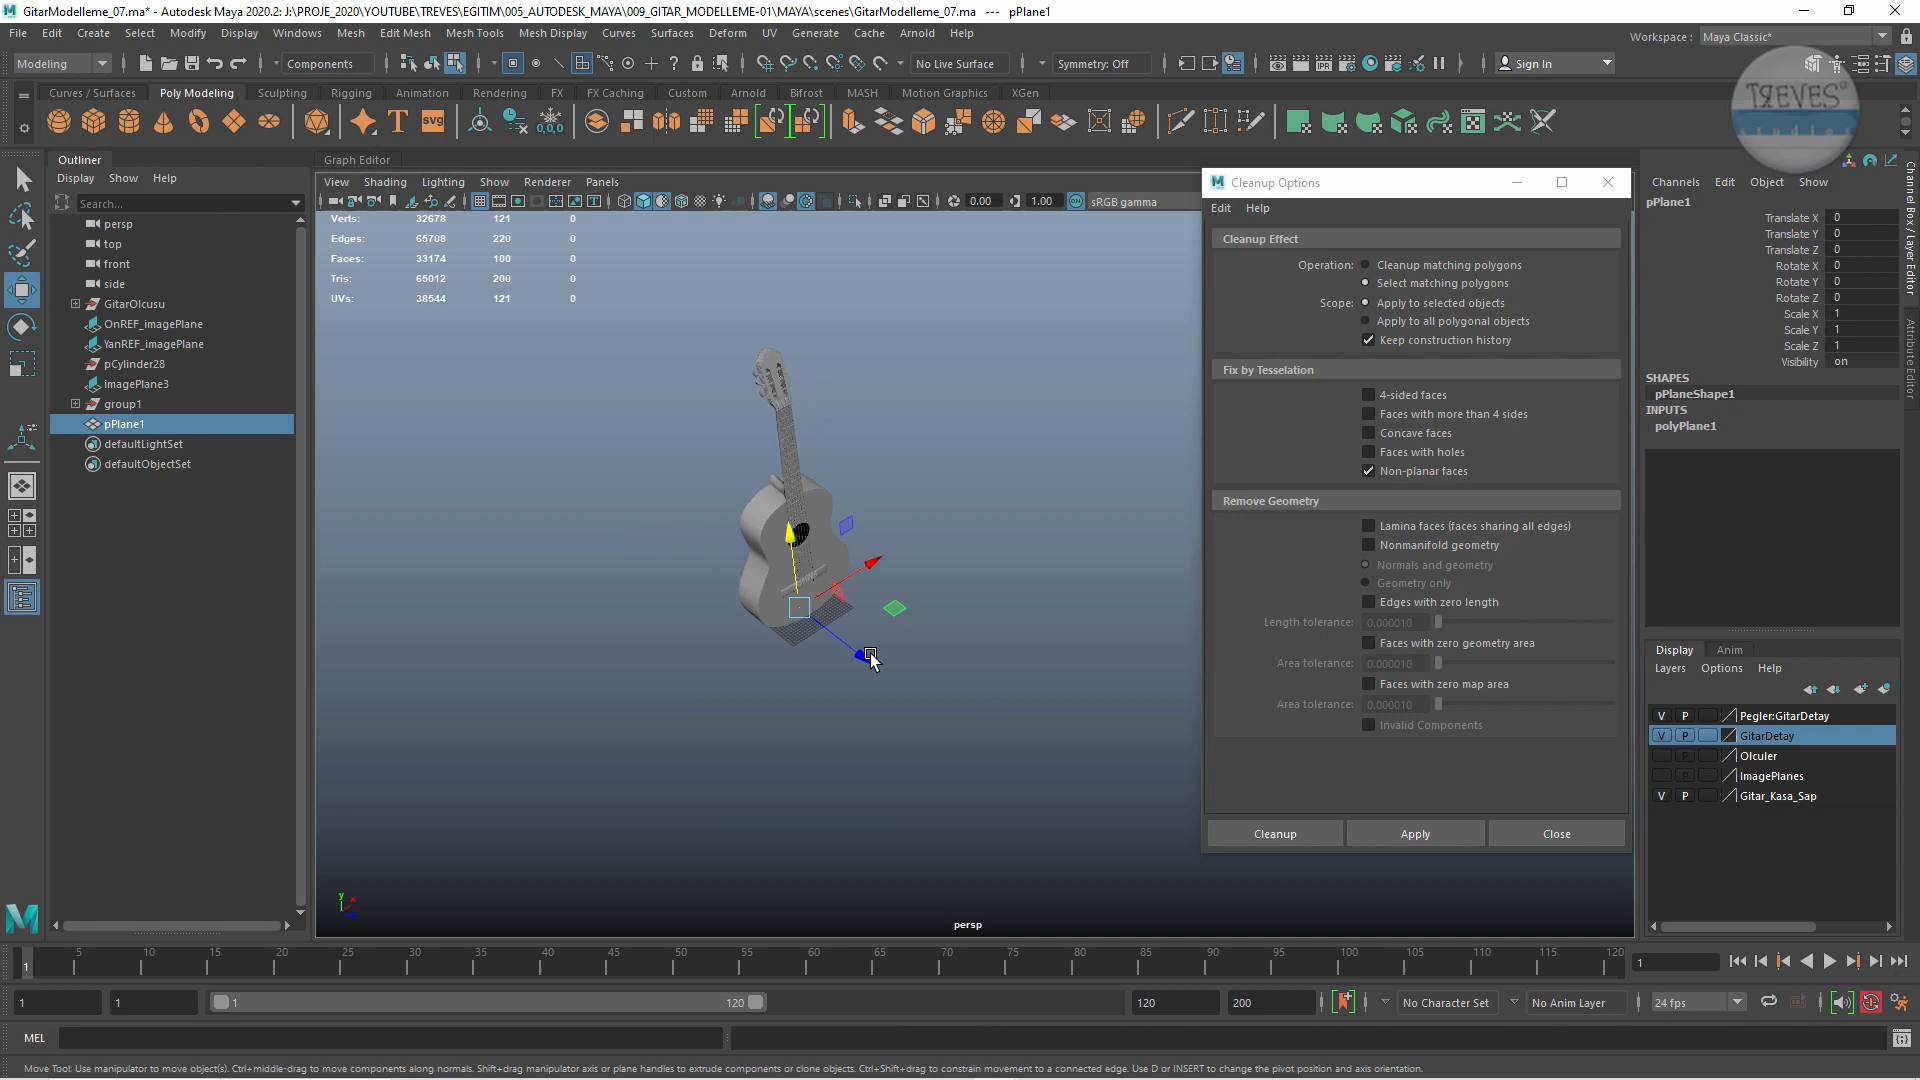 GitarModelleme_07.ma* - Autodesk Maya 2020.2: J:\PROJE_2020\YOUTUBE\TREVES\EGITIM\005_AUTODESK_MAYA\009_GITAR_MODELLEME-01\MAYA\scenes\GitarModelleme_07.ma --- pPlane1
File Edit Create Select Modify Display Windows Mesh Edit Mesh Mesh Tools Mesh Display Curves Surfaces Deform UV Generate Cache Arnold Help
Workspace : Maya Classic*
Modeling Components No Live Surface Symmetry: Off Sign In
TREVES
studios
Curves / Surfaces Poly Modeling Sculpting Rigging Animation Rendering FX FX Caching Custom Arnold Bifrost MASH Motion Graphics XGen
Outliner
Display Show Help
Search...
persp
top
front
side
GitarOlcusu
OnREF_imagePlane
YanREF_imagePlane
pCylinder28
imagePlane3
group1
pPlane1
defaultLightSet
defaultObjectSet
Graph Editor
View Shading Lighting Show Renderer Panels
0.00 1.00 sRGB gamma
Verts: 32678 121 0
Edges: 65708 220 0
Faces: 33174 100 0
Tris: 65012 200 0
UVs: 38544 121 0
persp
Cleanup Options
Edit Help
Cleanup Effect
Operation: Cleanup matching polygons
Select matching polygons
Scope: Apply to selected objects
Apply to all polygonal objects
Keep construction history
Fix by Tesselation
4-sided faces
Faces with more than 4 sides
Concave faces
Faces with holes
Non-planar faces
Remove Geometry
Lamina faces (faces sharing all edges)
Nonmanifold geometry
Normals and geometry
Geometry only
Edges with zero length
Length tolerance: 0.000010
Faces with zero geometry area
Area tolerance: 0.000010
Faces with zero map area
Area tolerance: 0.000010
Invalid Components
Cleanup Apply Close
Channels Edit Object Show
pPlane1
Translate X 0
Translate Y 0
Translate Z 0
Rotate X 0
Rotate Y 0
Rotate Z 0
Scale X 1
Scale Y 1
Scale Z 1
Visibility on
SHAPES
pPlaneShape1
INPUTS
polyPlane1
Channel Box / Layer Editor
Attribute Editor
Display Anim
Layers Options Help
V P Pegler:GitarDetay
V P GitarDetay
P Olculer
P ImagePlanes
V P Gitar_Kasa_Sap
5 10 15 20 25 30 35 40 45 50 55 60 65 70 75 80 85 90 95 100 105 110 115 120
1 1
1 1 1 120 120 200 No Character Set No Anim Layer 24 fps
MEL
Move Tool: Use manipulator to move object(s). Ctrl+middle-drag to move components along normals. Shift+drag manipulator axis or plane handles to extrude components or clone objects. Ctrl+Shift+drag to constrain movement to a connected edge. Use D or INSERT to change the pivot position and axis orientation.